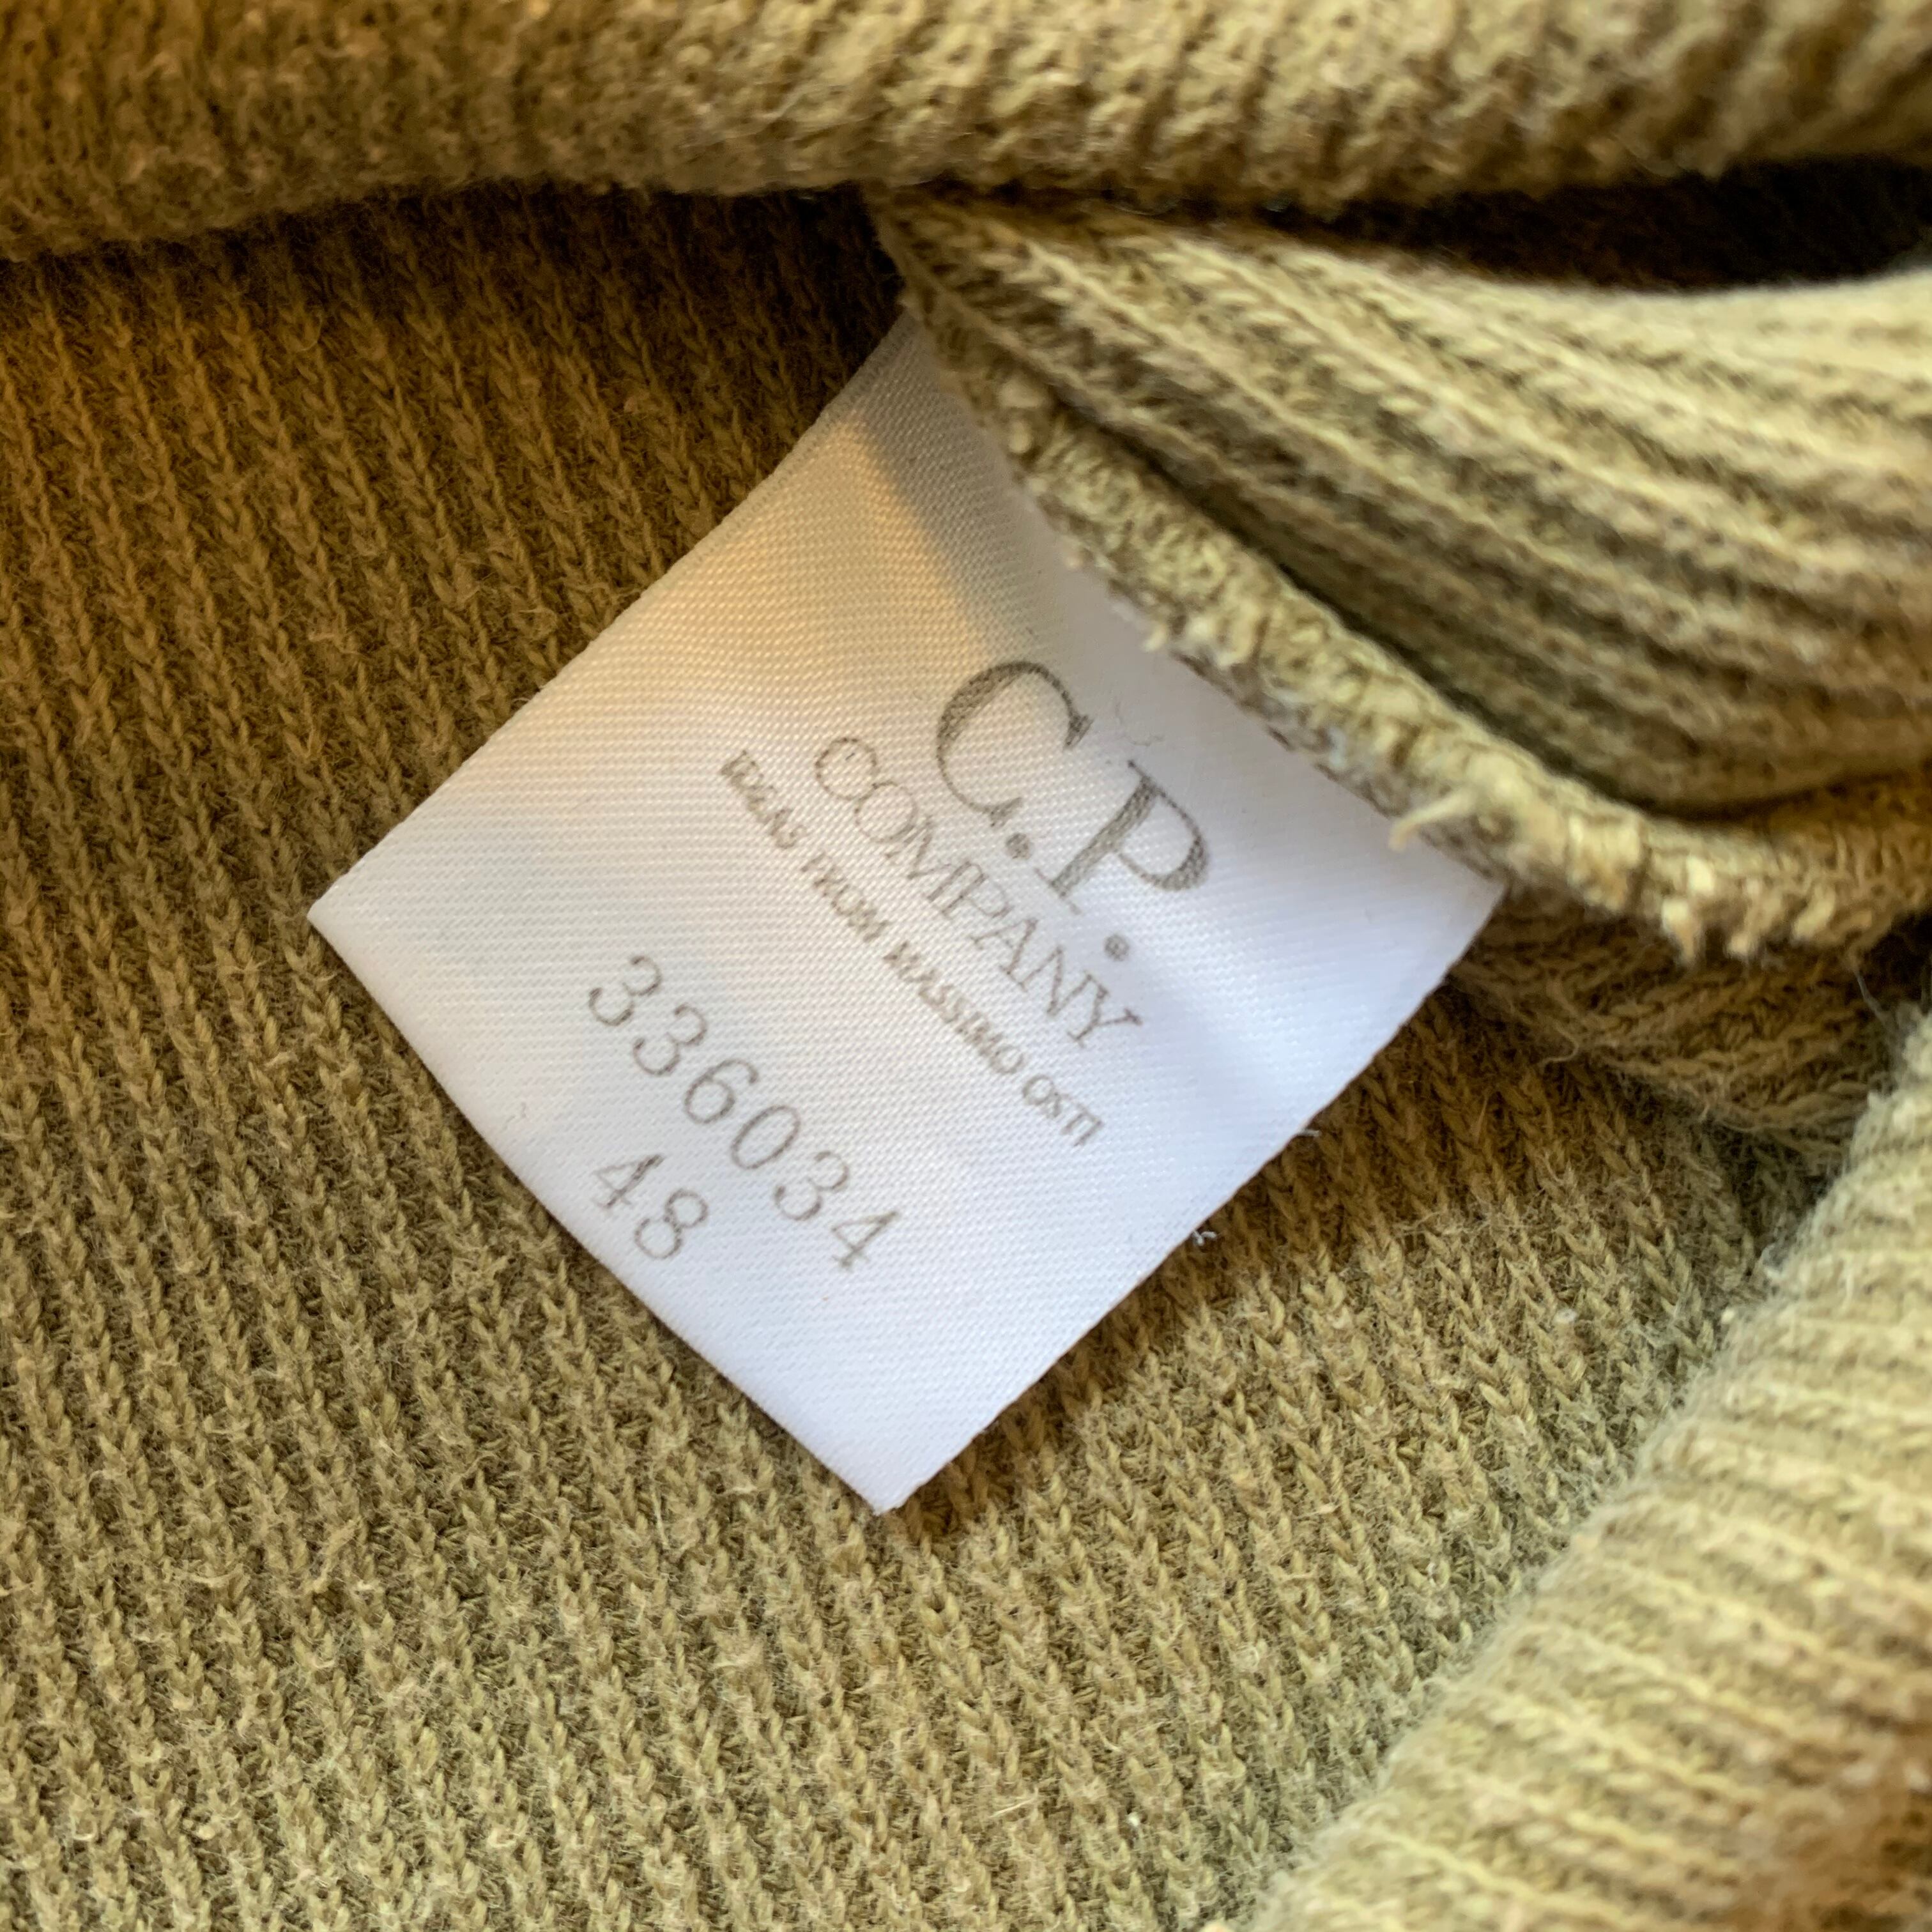 C.P.
COMPANY
IDEAS FROM MASSIMO OSTI
336034
48